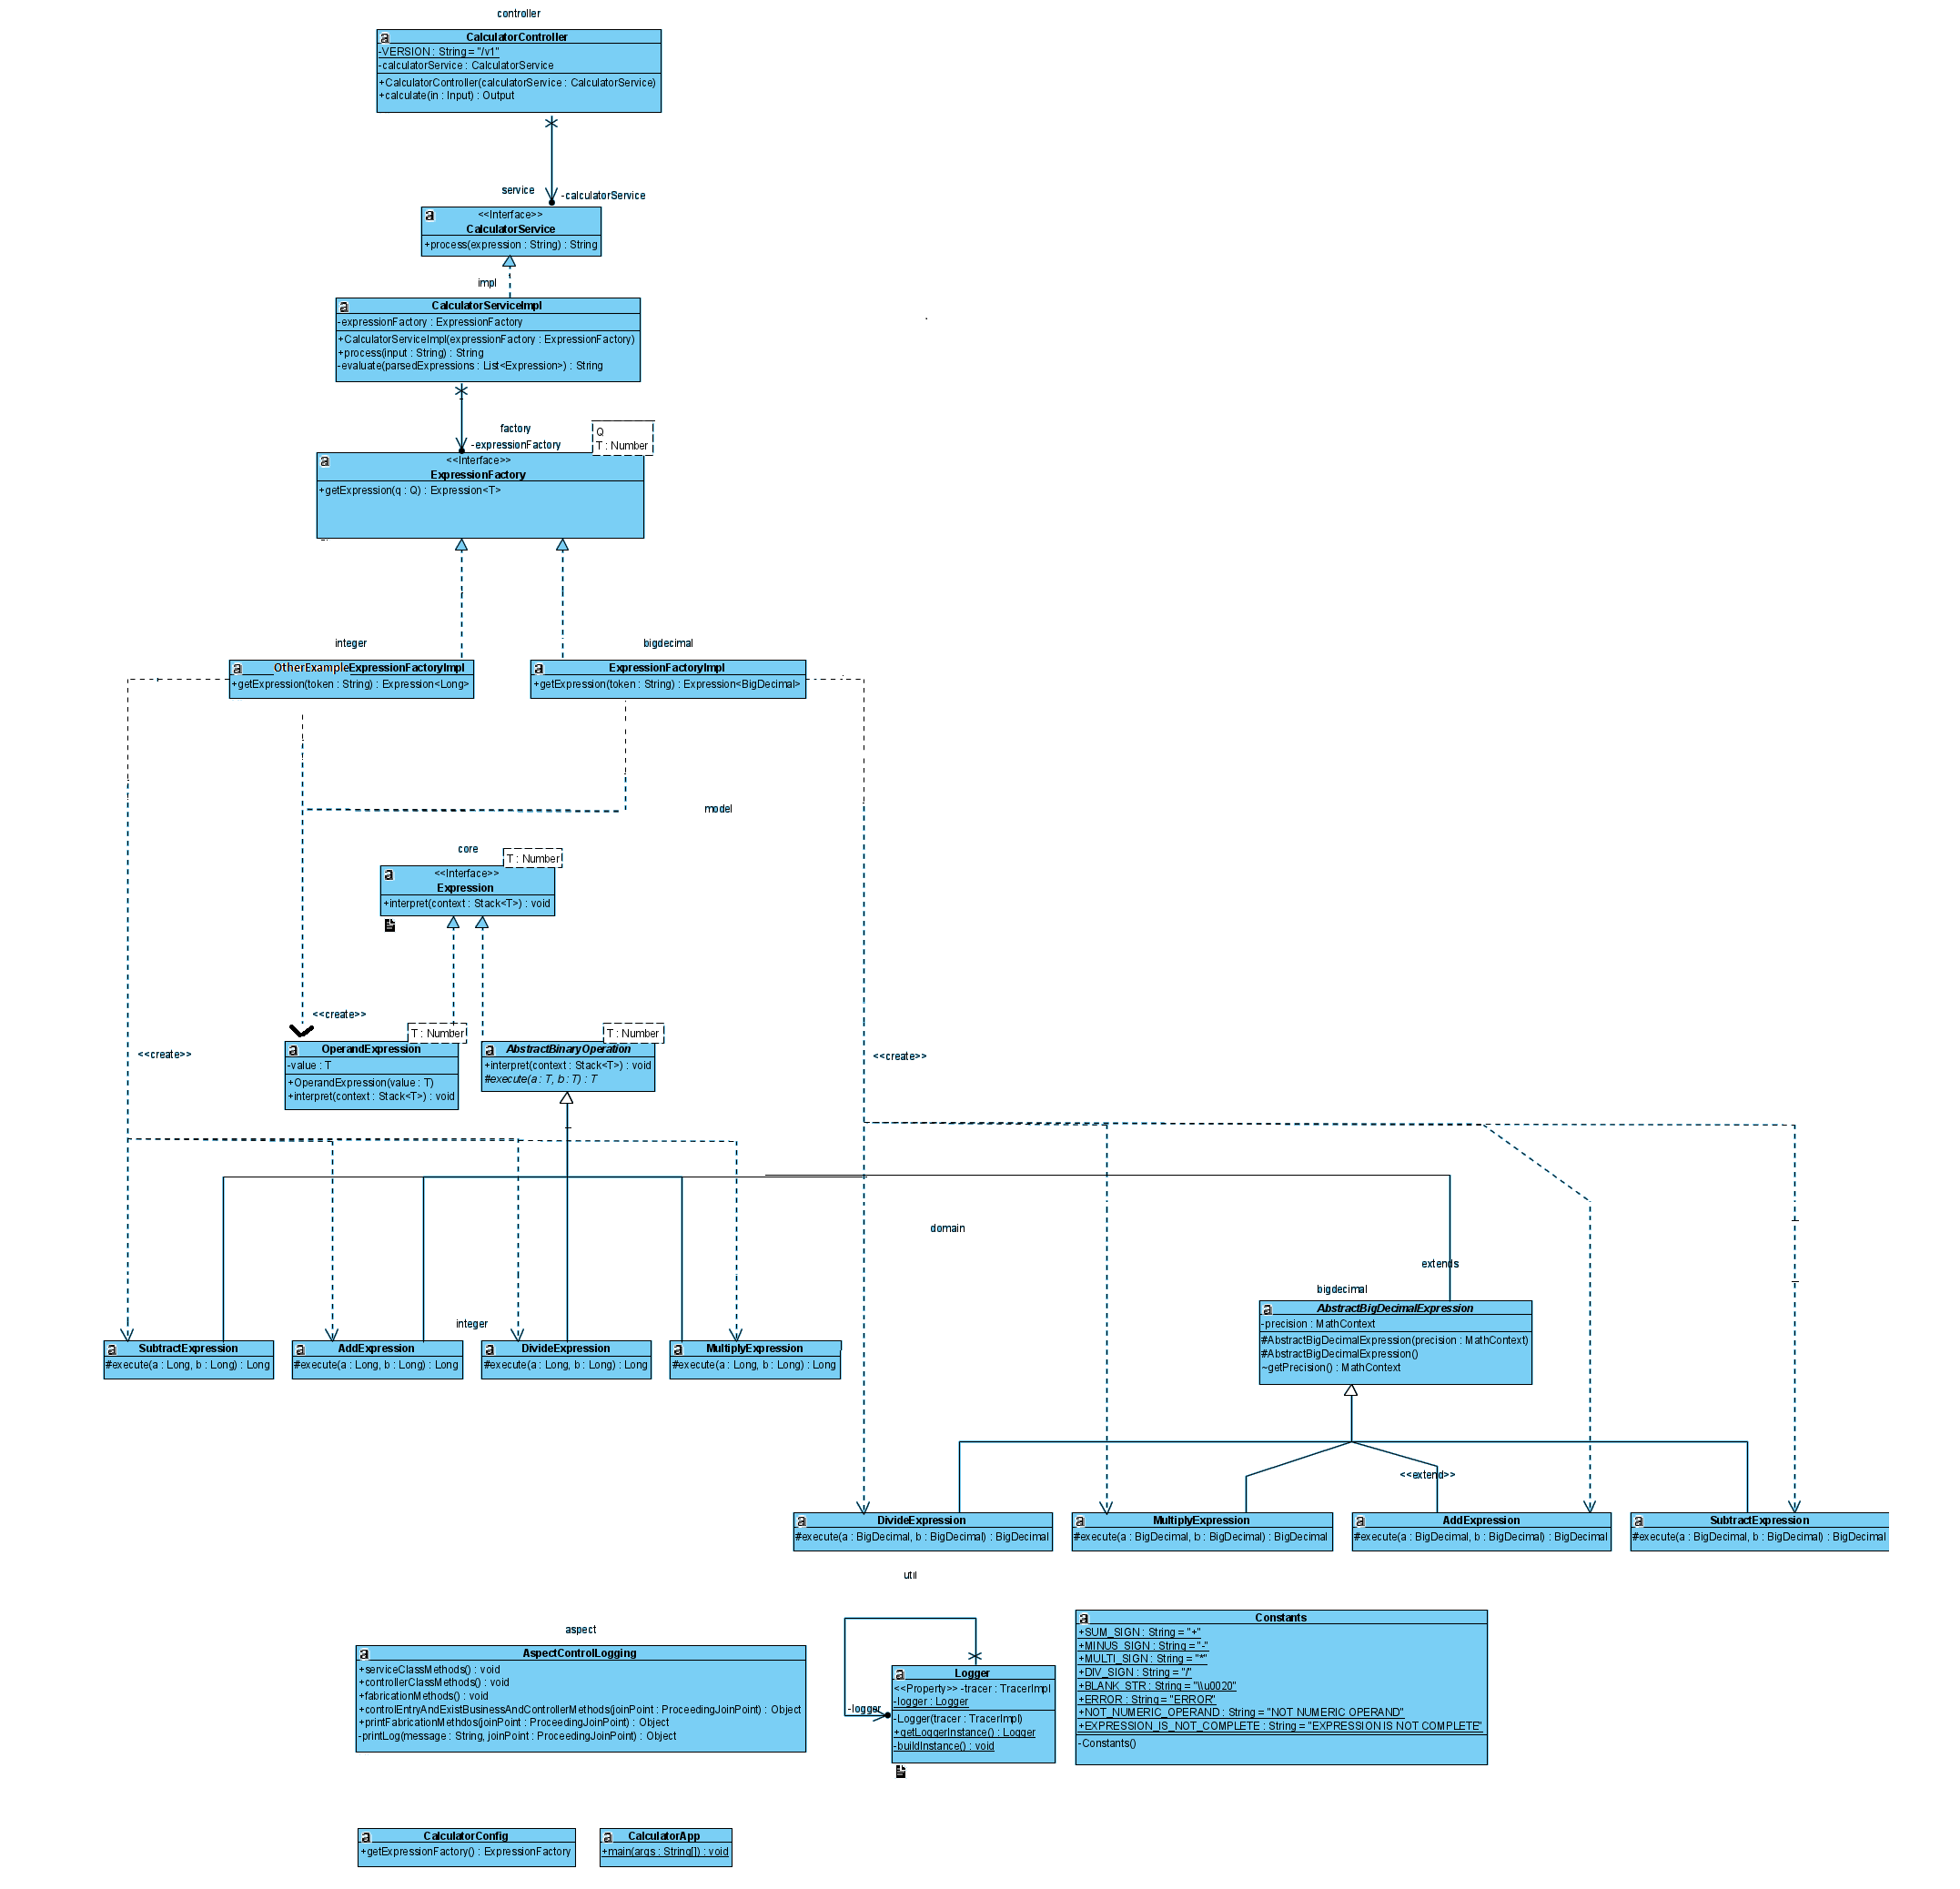 controller
CalculatorController
-VERSION : String = "/v1"
-calculatorService : CalculatorService
+CalculatorController(calculatorService : CalculatorService)
+calculate(in : Input) : Output
service
-calculatorService
<<Interface>>
CalculatorService
+process(expression : String) : String
impl
CalculatorServiceImpl
-expressionFactory : ExpressionFactory
+CalculatorServiceImpl(expressionFactory : ExpressionFactory)
+process(input : String) : String
-evaluate(parsedExpressions : List<Expression>) : String
factory
-expressionFactory
Q
T : Number
<<Interface>>
ExpressionFactory
+getExpression(q : Q) : Expression<T>
integer
OtherExampleExpressionFactoryImpl
+getExpression(token : String) : Expression<Long>
bigdecimal
ExpressionFactoryImpl
+getExpression(token : String) : Expression<BigDecimal>
model
core
T : Number
<<Interface>>
Expression
+interpret(context : Stack<T>) : void
<<create>>
<<create>>
<<create>>
T : Number
OperandExpression
-value : T
+OperandExpression(value : T)
+interpret(context : Stack<T>) : void
T : Number
AbstractBinaryOperation
+interpret(context : Stack<T>) : void
#execute(a : T, b : T) : T
domain
extends
integer
SubtractExpression
#execute(a : Long, b : Long) : Long
AddExpression
#execute(a : Long, b : Long) : Long
DivideExpression
#execute(a : Long, b : Long) : Long
MultiplyExpression
#execute(a : Long, b : Long) : Long
bigdecimal
AbstractBigDecimalExpression
-precision : MathContext
#AbstractBigDecimalExpression(precision : MathContext)
#AbstractBigDecimalExpression()
~getPrecision() : MathContext
<<extend>>
DivideExpression
#execute(a : BigDecimal, b : BigDecimal) : BigDecimal
MultiplyExpression
#execute(a : BigDecimal, b : BigDecimal) : BigDecimal
AddExpression
#execute(a : BigDecimal, b : BigDecimal) : BigDecimal
SubtractExpression
#execute(a : BigDecimal, b : BigDecimal) : BigDecimal
util
aspect
AspectControlLogging
+serviceClassMethods() : void
+controllerClassMethods() : void
+fabricationMethods() : void
+controlEntryAndExistBusinessAndControllerMethods(joinPoint : ProceedingJoinPoint) : Object
+printFabricationMethdos(joinPoint : ProceedingJoinPoint) : Object
-printLog(message : String, joinPoint : ProceedingJoinPoint) : Object
-logger
Logger
<<Property>> -tracer : TracerImpl
-logger : Logger
-Logger(tracer : TracerImpl)
+getLoggerInstance() : Logger
-buildInstance() : void
Constants
+SUM_SIGN : String = "+"
+MINUS_SIGN : String = "-"
+MULTI_SIGN : String = "*"
+DIV_SIGN : String = "/"
+BLANK_STR : String = "\\u0020"
+ERROR : String = "ERROR"
+NOT_NUMERIC_OPERAND : String = "NOT NUMERIC OPERAND"
+EXPRESSION_IS_NOT_COMPLETE : String = "EXPRESSION IS NOT COMPLETE"
-Constants()
CalculatorConfig
+getExpressionFactory() : ExpressionFactory
CalculatorApp
+main(args : String[]) : void